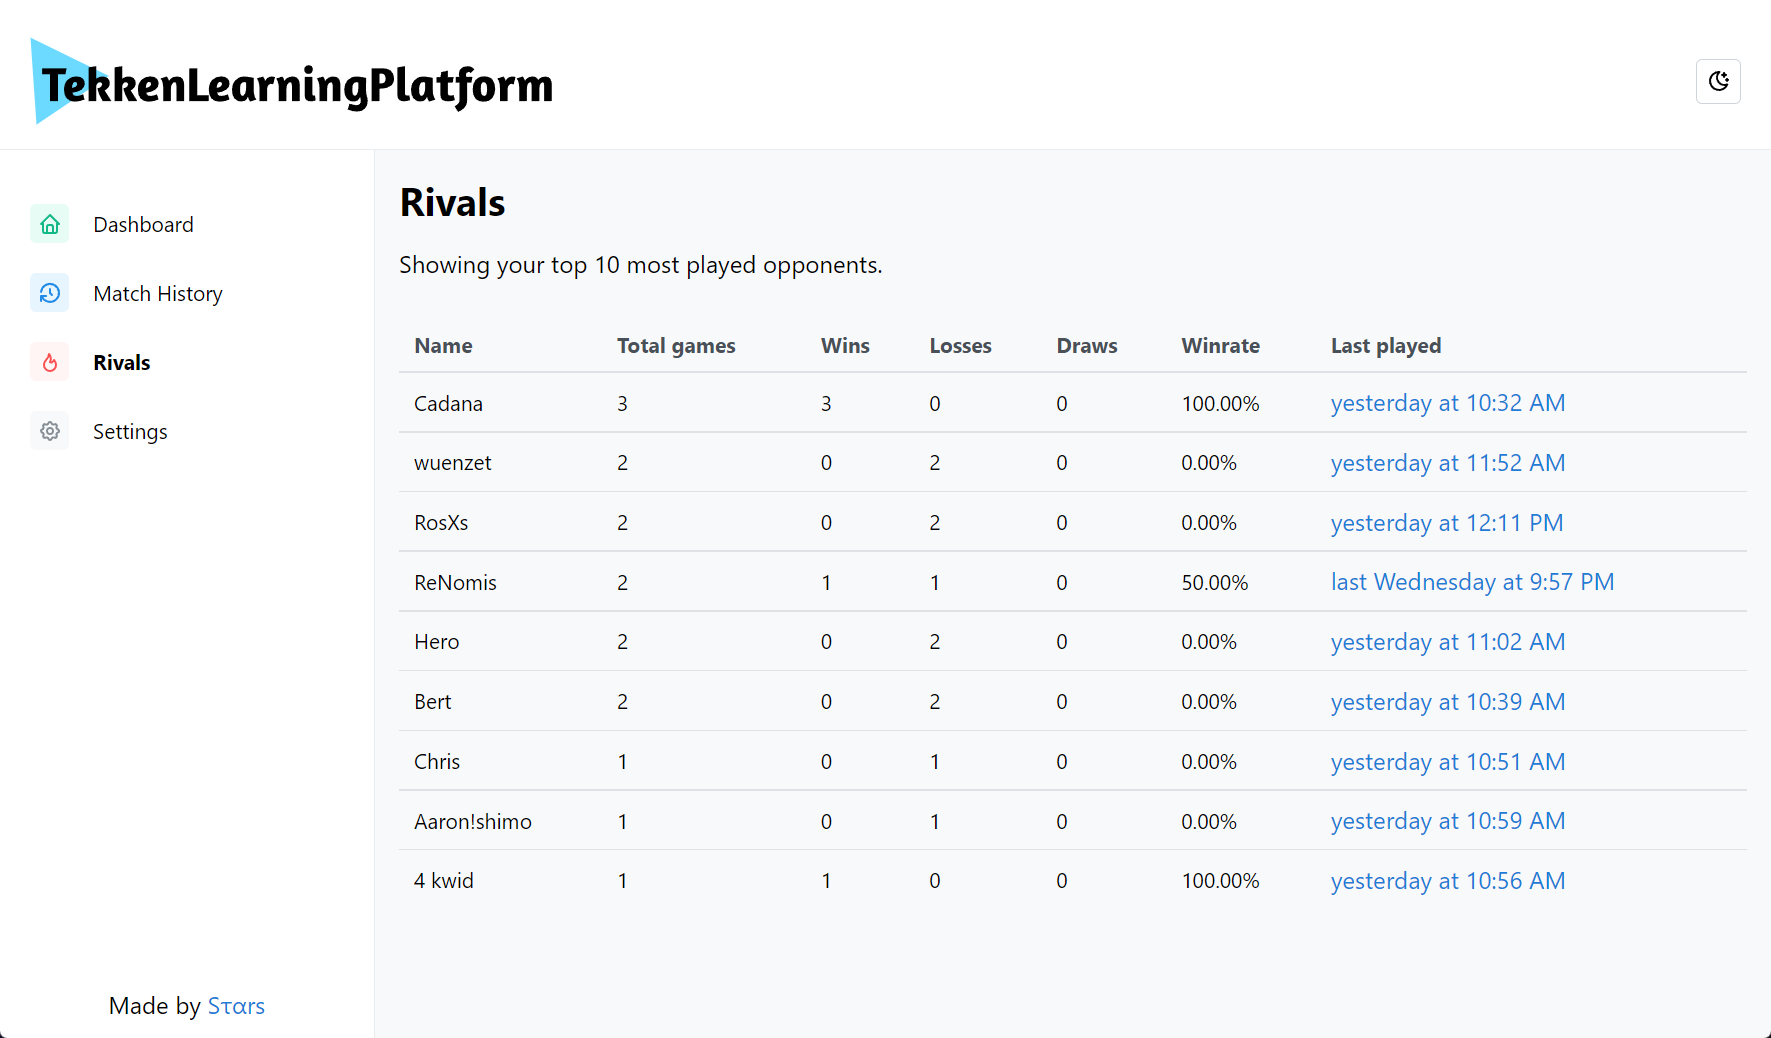 TekkenLearningPlatform
Dashboard
Match History
Rivals
Settings
Made by Sταrs
Rivals
Showing your top 10 most played opponents.
Name Total games Wins Losses Draws Winrate Last played
Cadana 3 3 0 0 100.00% yesterday at 10:32 AM
wuenzet 2 0 2 0 0.00% yesterday at 11:52 AM
RosXs 2 0 2 0 0.00% yesterday at 12:11 PM
ReNomis 2 1 1 0 50.00% last Wednesday at 9:57 PM
Hero 2 0 2 0 0.00% yesterday at 11:02 AM
Bert 2 0 2 0 0.00% yesterday at 10:39 AM
Chris 1 0 1 0 0.00% yesterday at 10:51 AM
Aaron!shimo 1 0 1 0 0.00% yesterday at 10:59 AM
4 kwid 1 1 0 0 100.00% yesterday at 10:56 AM